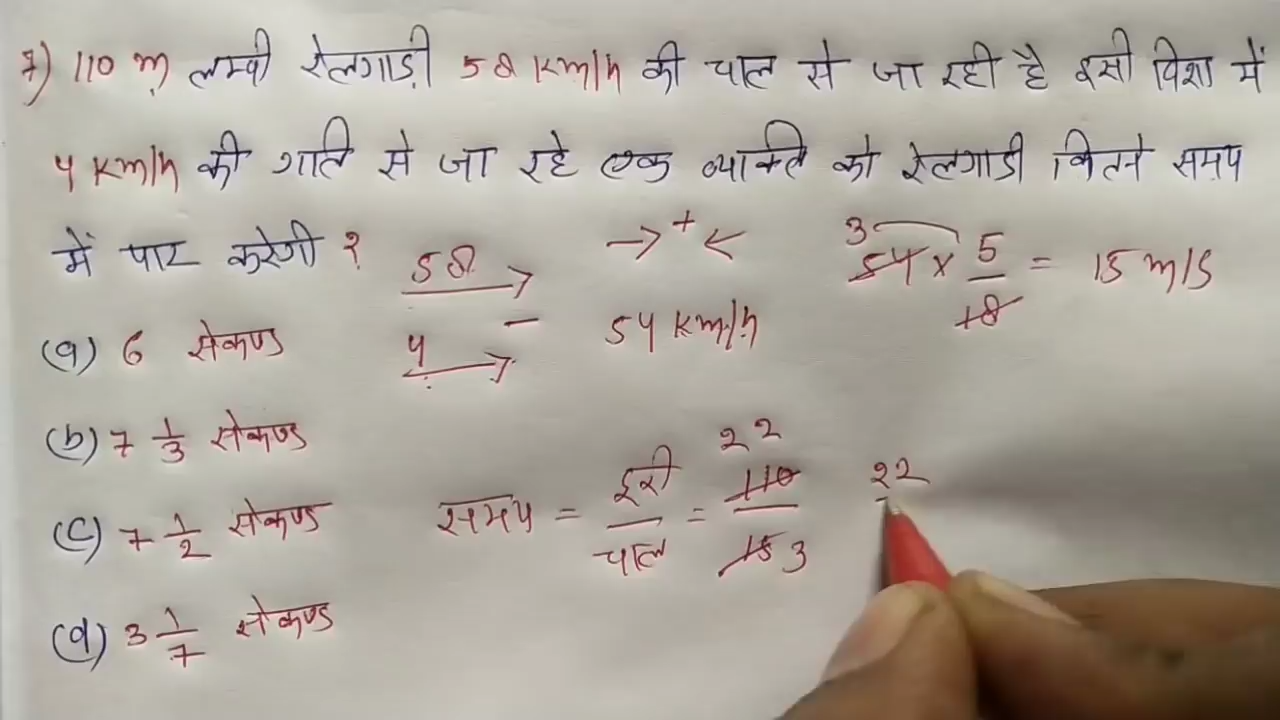 7) 110 m लम्बी रेलगाड़ी 58 Km/h की चाल से जा रही है इसी दिशा में
4 Km/h की गति से जा रहे एक व्यक्ति को रेलगाडी कितने समय
में पार करेगी ?
58 → + ←
3
54 × 5/18 = 15 m/s
(a) 6 सेकण्ड
4 − 54 Km/h
(b) 7 1/3 सेकण्ड
(c) 7 1/2 सेकण्ड
समय = दूरी/चाल = 110/15 22 3
22
(d) 3 1/7 सेकण्ड